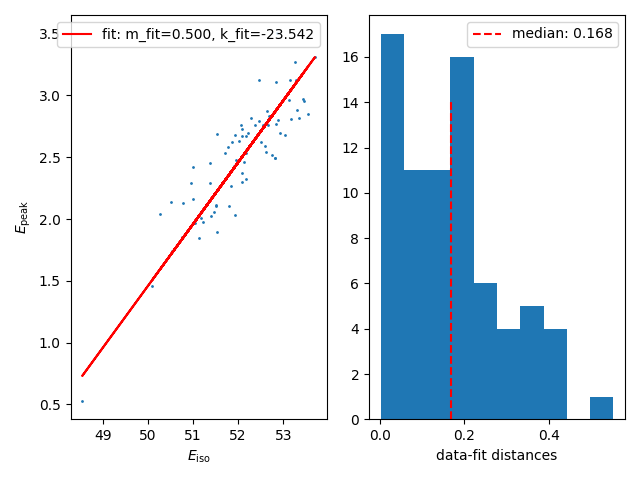 fit: m_fit=0.500, k_fit=-23.542
3.5
3.0
2.5
2.0
1.5
1.0
0.5
E_peak
49 50 51 52 53
E_iso
median: 0.168
16
14
12
10
8
6
4
2
0
0.0 0.2 0.4
data-fit distances